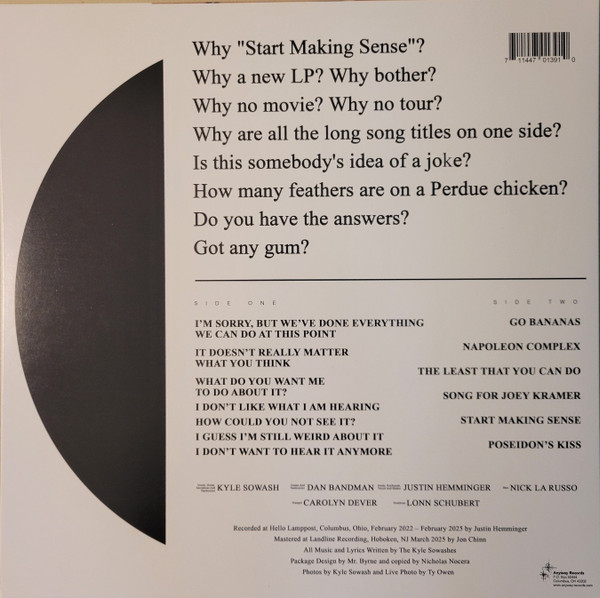 Why "Start Making Sense"?
Why a new LP? Why bother?
Why no movie? Why no tour?
Why are all the long song titles on one side?
Is this somebody's idea of a joke?
How many feathers are on a Perdue chicken?
Do you have the answers?
Got any gum?
7 11447 01391 0
SIDE ONE
I'M SORRY, BUT WE'VE DONE EVERYTHING
WE CAN DO AT THIS POINT
IT DOESN'T REALLY MATTER
WHAT YOU THINK
WHAT DO YOU WANT ME
TO DO ABOUT IT?
I DON'T LIKE WHAT I AM HEARING
HOW COULD YOU NOT SEE IT?
I GUESS I'M STILL WEIRD ABOUT IT
I DON'T WANT TO HEAR IT ANYMORE
SIDE TWO
GO BANANAS
NAPOLEON COMPLEX
THE LEAST THAT YOU CAN DO
SONG FOR JOEY KRAMER
START MAKING SENSE
POSEIDON'S KISS
KYLE SOWASH DAN BANDMAN JUSTIN HEMMINGER NICK LA RUSSO
CAROLYN DEVER LONN SCHUBERT
Recorded at Hello Lamppost, Columbus, Ohio, February 2022 – February 2025 by Justin Hemminger
Mastered at Landline Recording, Hoboken, NJ March 2025 by Jon Chinn
All Music and Lyrics Written by The Kyle Sowashes
Package Design by Mr. Byrne and copied by Nicholas Nocera
Photos by Kyle Sowash and Live Photo by Ty Owen
Anyway Records